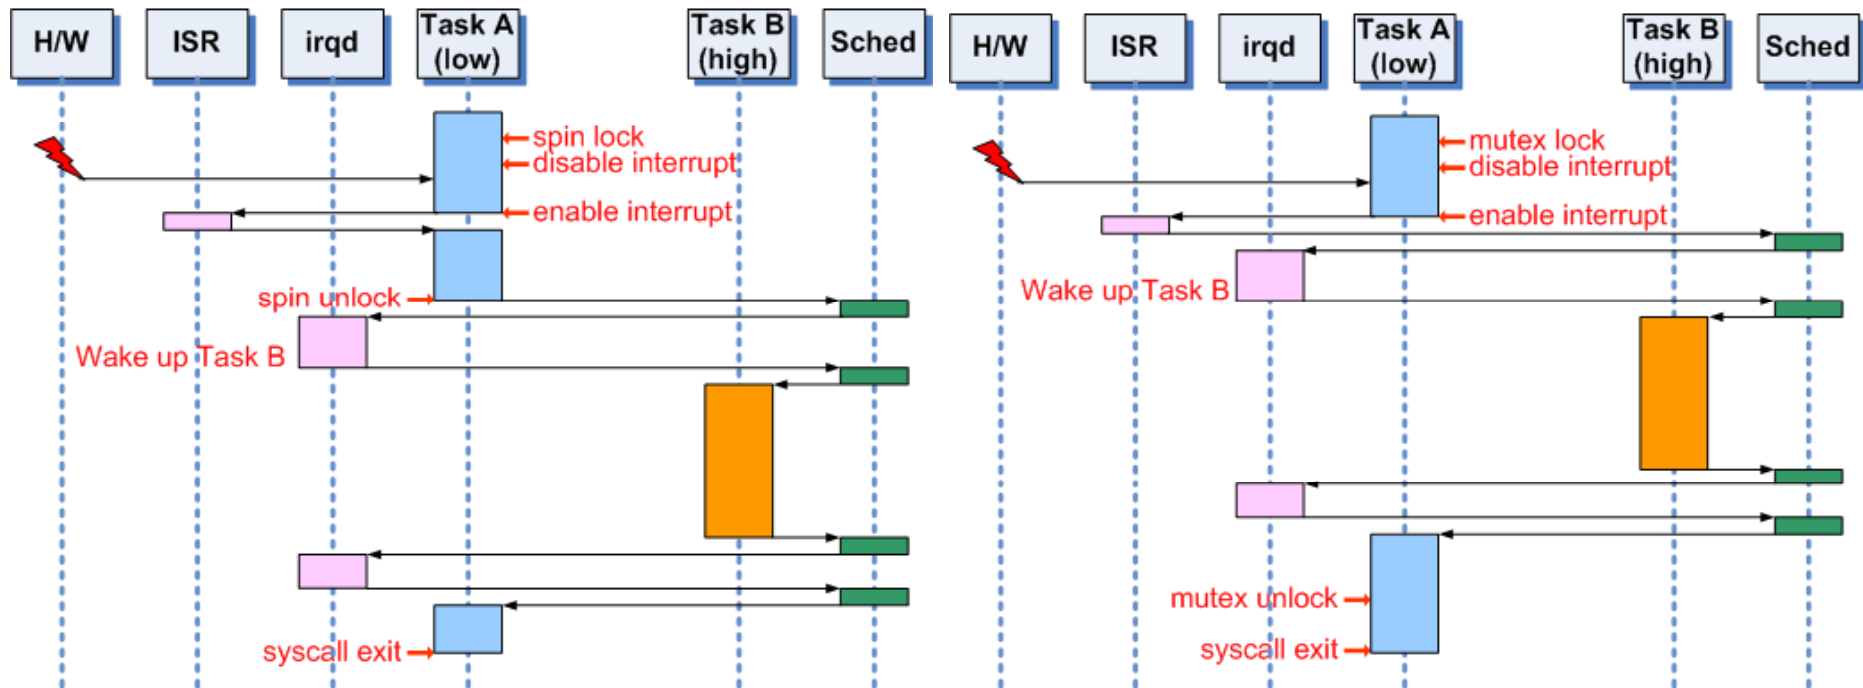 H/W
ISR
irqd
Task A
(low)
Task B
(high)
Sched
spin lock
disable interrupt
enable interrupt
spin unlock
Wake up Task B
syscall exit
H/W
ISR
irqd
Task A
(low)
Task B
(high)
Sched
mutex lock
disable interrupt
enable interrupt
Wake up Task B
mutex unlock
syscall exit